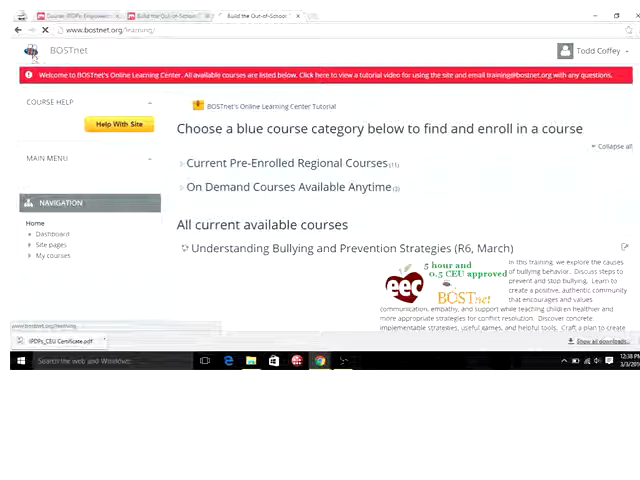 Build the Out-of-School T
Build the Out-of-School T
www.bostnet.org/learning/
BOSTnet
Todd Coffey
Welcome to BOSTnet's Online Learning Center. All available courses are listed below. Click here to view a tutorial video for using the site and email training@bostnet.org with any questions.
COURSE HELP
Help With Site
MAIN MENU
NAVIGATION
Home
Dashboard
Site pages
My courses
BOSTnet's Online Learning Center Tutorial
Choose a blue course category below to find and enroll in a course
Collapse all
Current Pre-Enrolled Regional Courses (11)
On Demand Courses Available Anytime
All current available courses
Understanding Bullying and Prevention Strategies (R6, March)
eec
5 hour and
0.5 CEU approved
BOSTnet
In this training, we explore the causes
of bullying behavior. Discuss steps to
prevent and stop bullying. Learn to
create a positive, authentic community
that encourages and values
communication, empathy, and support while teaching children healthier and
more appropriate strategies for conflict resolution. Discover concrete,
implementable strategies, useful games, and helpful tools. Craft a plan to create
www.bostnet.org/learning
IPDPs_CEU Certificate.pdf
Show all downloads...
Search the web and Windows
12:38 PM